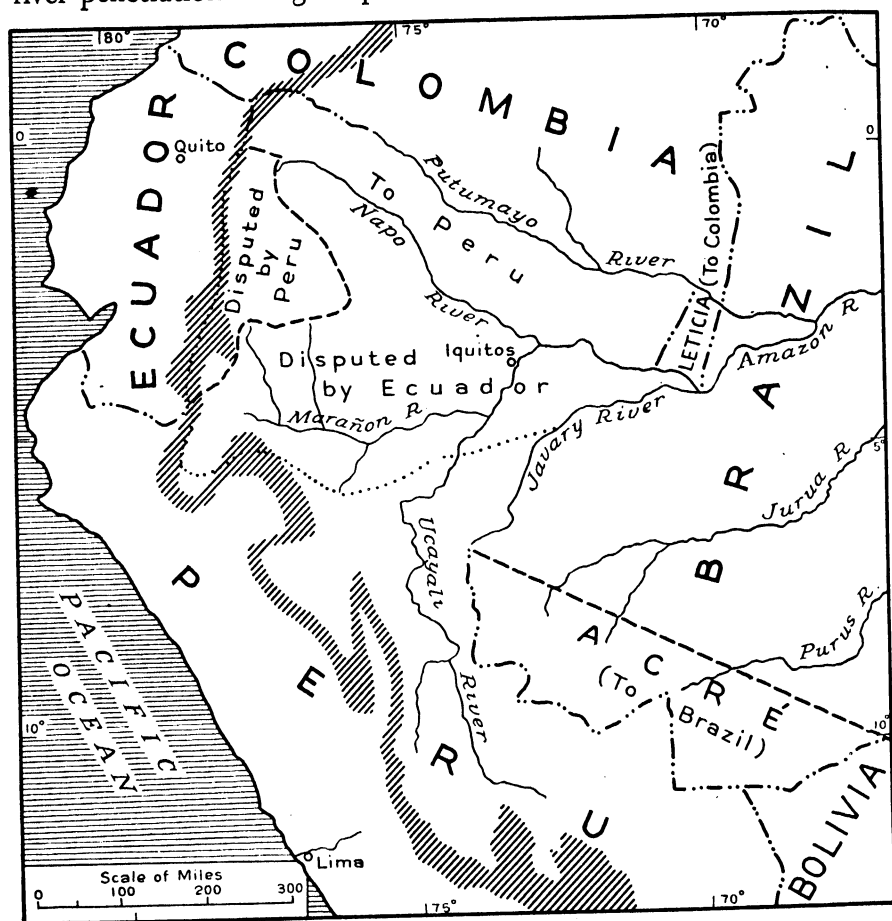 80°
75°
70°
COLOMBIA
0
0
ECUADOR
Quito
Disputed
by
Peru
To
Peru
Putumayo
River
Napo
River
LETICIA (To Colombia)
BRAZIL
Amazon R
Disputed
by Ecuador
Iquitos
Marañon R.
Javary River
5°
Jurua R
Ucayali
River
PERU
ACRE
(To
Brazil)
Purus R.
PACIFIC
OCEAN
10°
10°
BOLIVIA
Lima
Scale of Miles
0 100 200 300
75°
70°